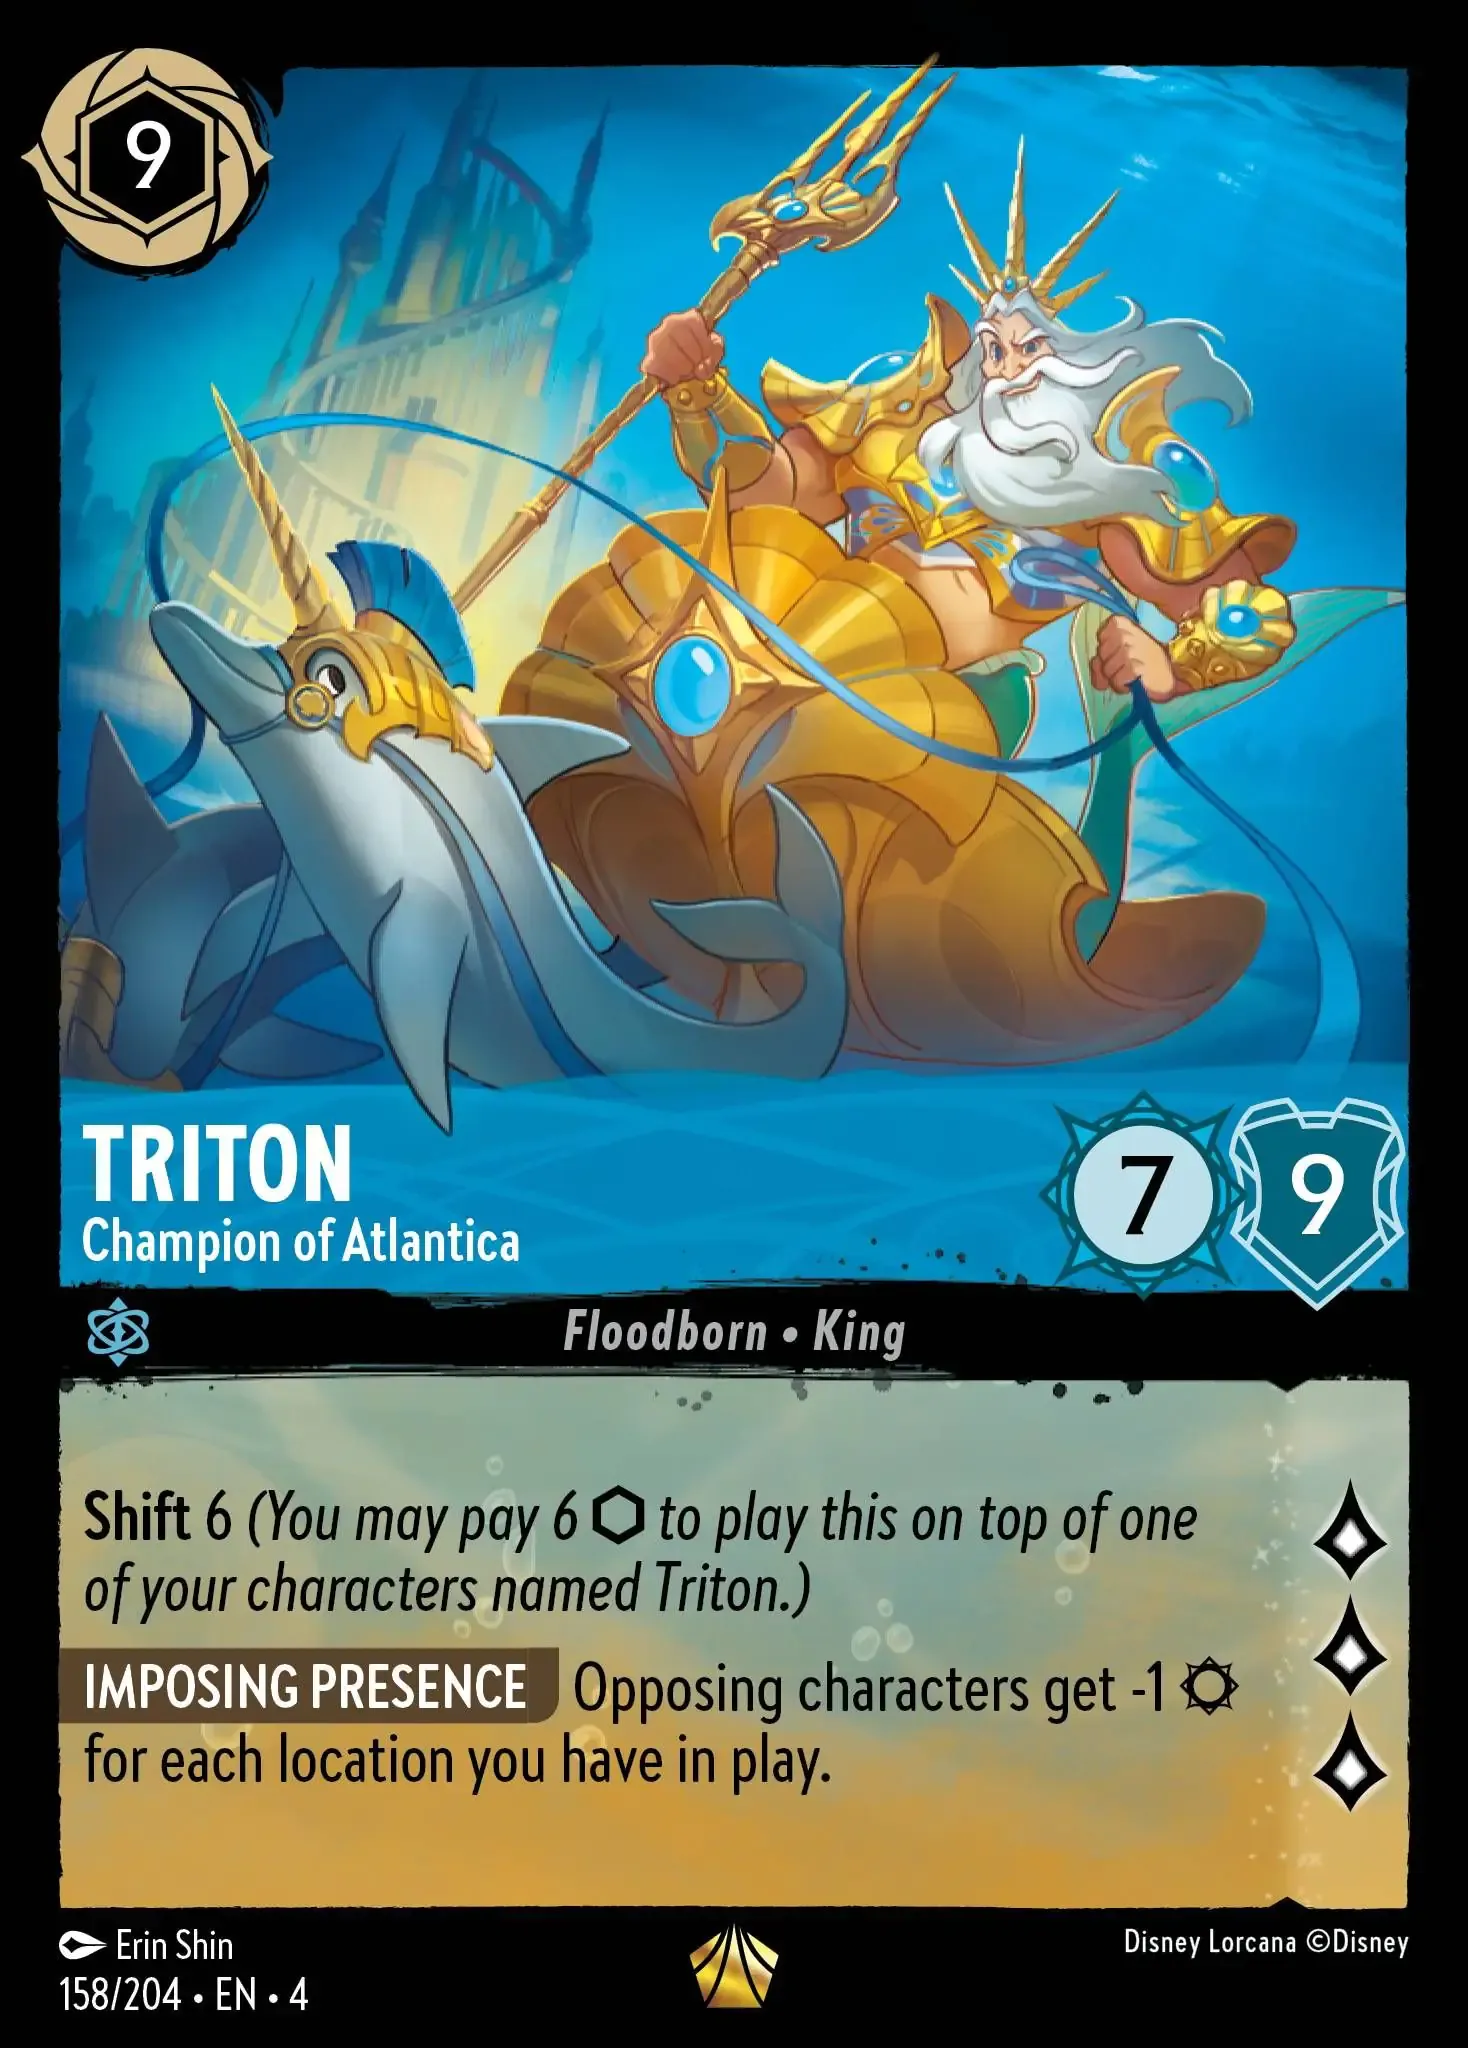 9
TRITON
Champion of Atlantica
7
9
Floodborn • King
Shift 6 (You may pay 6 ⬡ to play this on top of one
of your characters named Triton.)
IMPOSING PRESENCE Opposing characters get -1
for each location you have in play.
Erin Shin
158/204 • EN • 4
Disney Lorcana ©Disney